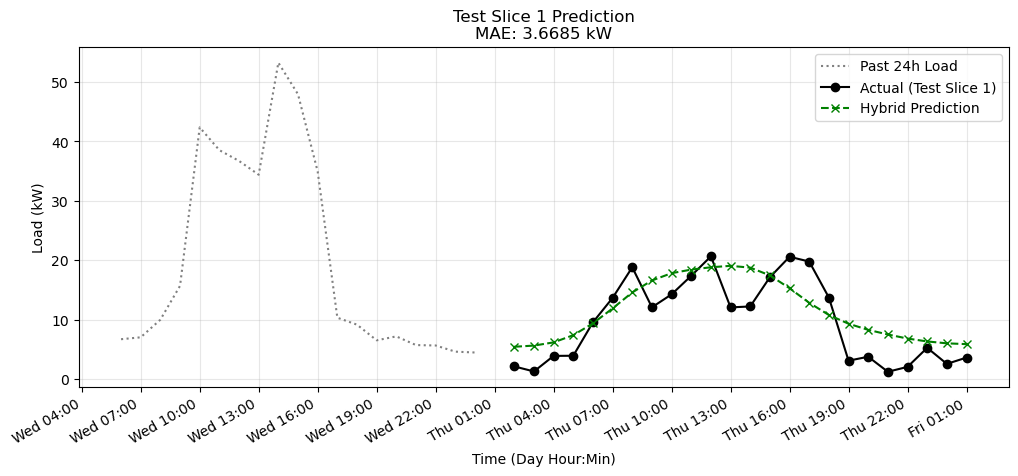 Test Slice 1 Prediction
MAE: 3.6685 kW
Past 24h Load
Actual (Test Slice 1)
Hybrid Prediction
Load (kW)
50
40
30
20
10
0
Wed 04:00
Wed 07:00
Wed 10:00
Wed 13:00
Wed 16:00
Wed 19:00
Wed 22:00
Thu 01:00
Thu 04:00
Thu 07:00
Thu 10:00
Thu 13:00
Thu 16:00
Thu 19:00
Thu 22:00
Fri 01:00
Time (Day Hour:Min)